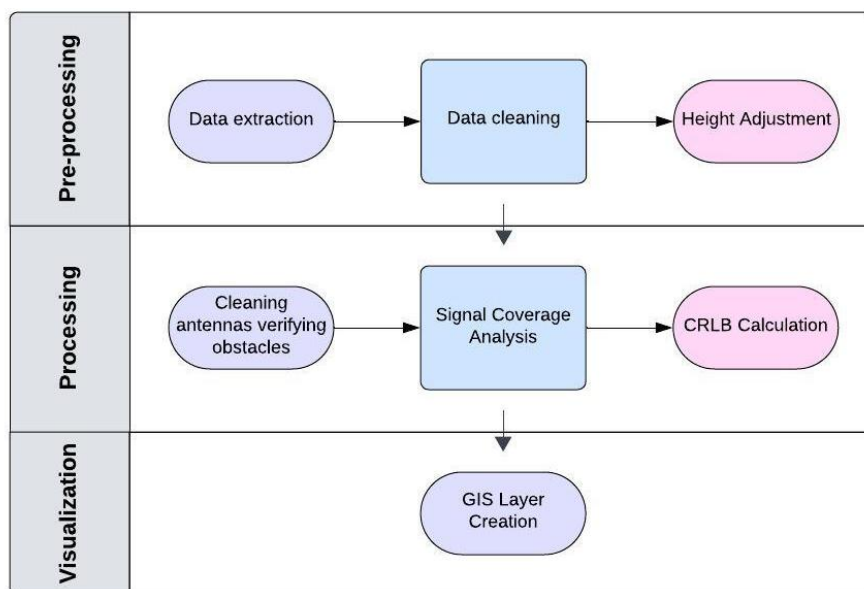 Pre-processing
Data extraction
Data cleaning
Height Adjustment
Processing
Cleaning
antennas verifying
obstacles
Signal Coverage
Analysis
CRLB Calculation
Visualization
GIS Layer
Creation